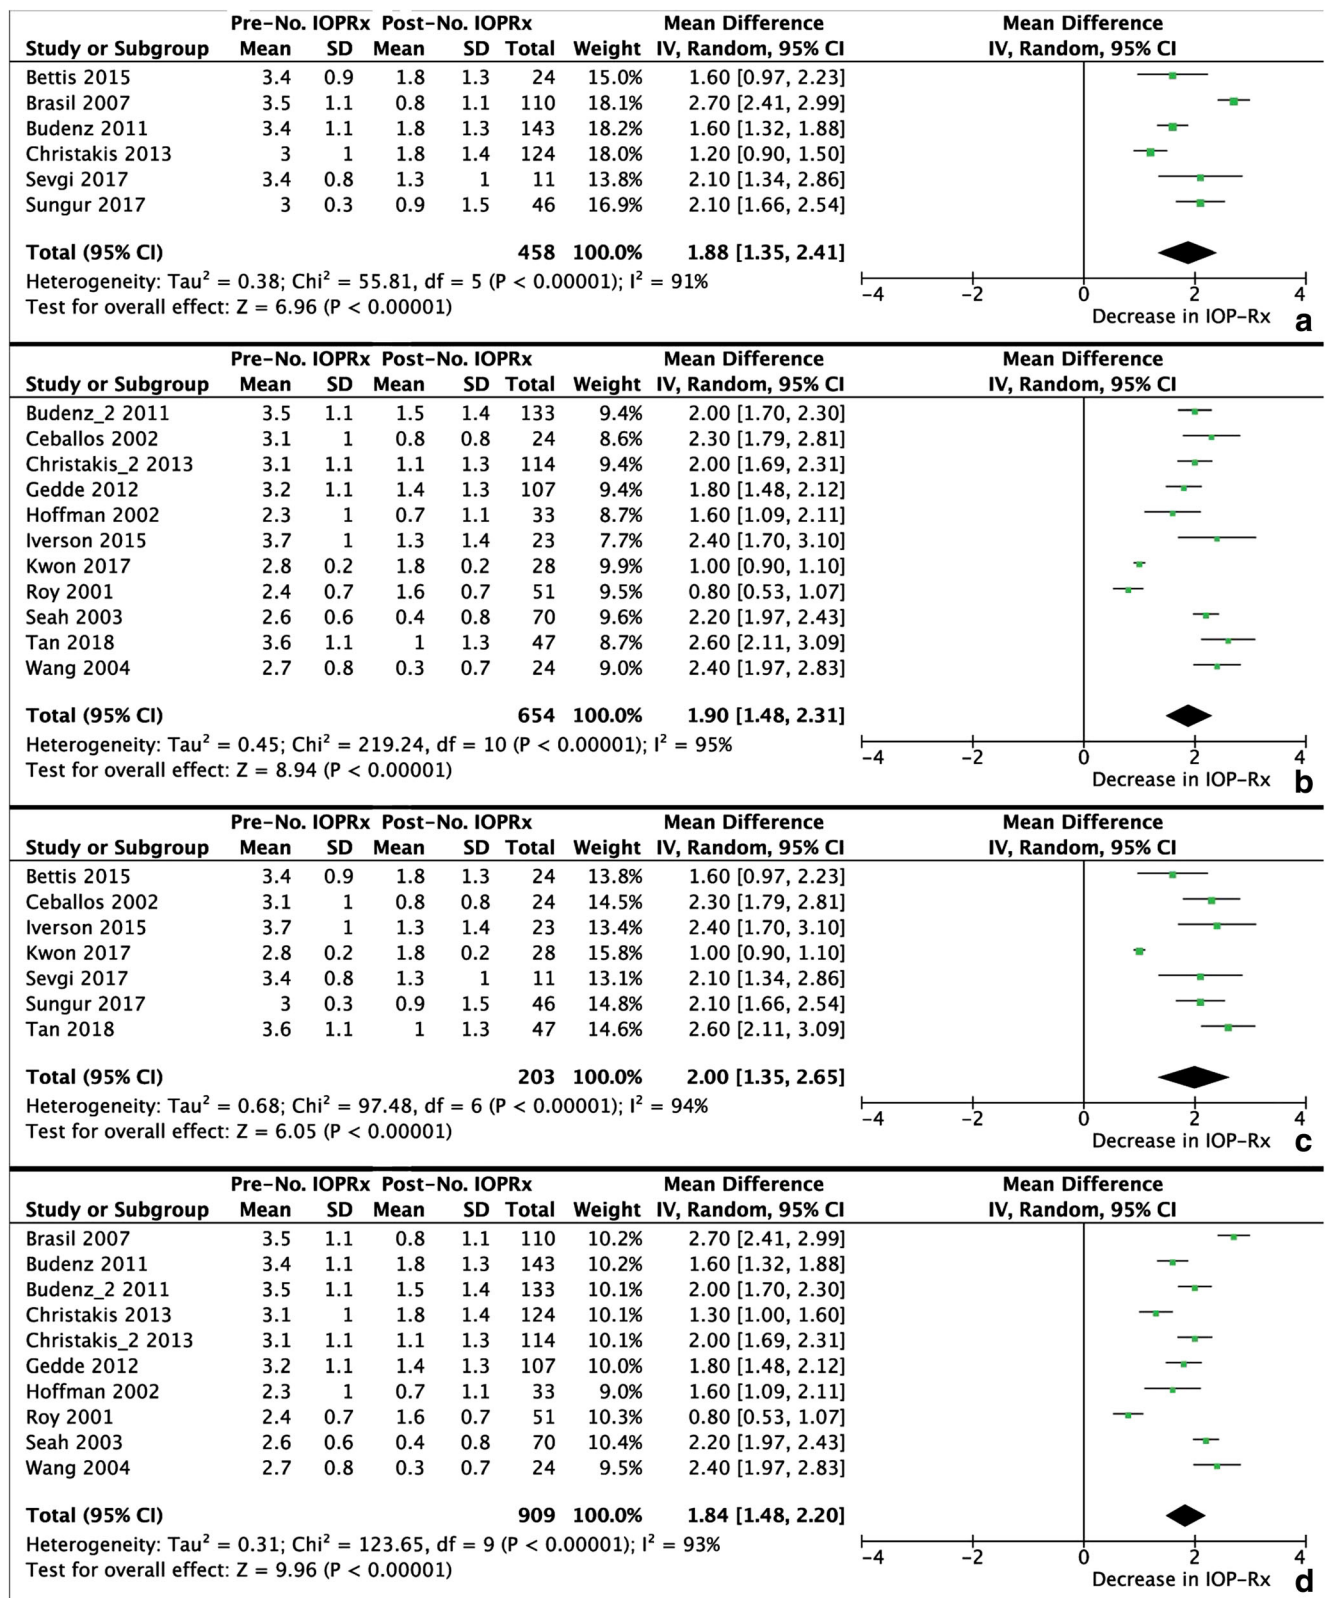 Pre-No. IOPRx Post-No. IOPRx Mean Difference Mean Difference
Study or Subgroup Mean SD Mean SD Total Weight IV, Random, 95% CI IV, Random, 95% CI
Bettis 2015 3.4 0.9 1.8 1.3 24 15.0% 1.60 [0.97, 2.23]
Brasil 2007 3.5 1.1 0.8 1.1 110 18.1% 2.70 [2.41, 2.99]
Budenz 2011 3.4 1.1 1.8 1.3 143 18.2% 1.60 [1.32, 1.88]
Christakis 2013 3 1 1.8 1.4 124 18.0% 1.20 [0.90, 1.50]
Sevgi 2017 3.4 0.8 1.3 1 11 13.8% 2.10 [1.34, 2.86]
Sungur 2017 3 0.3 0.9 1.5 46 16.9% 2.10 [1.66, 2.54]
Total (95% CI) 458 100.0% 1.88 [1.35, 2.41]
Heterogeneity: Tau² = 0.38; Chi² = 55.81, df = 5 (P < 0.00001); I² = 91%
Test for overall effect: Z = 6.96 (P < 0.00001)
-4 -2 0 2 4
Decrease in IOP-Rx a
Pre-No. IOPRx Post-No. IOPRx Mean Difference Mean Difference
Study or Subgroup Mean SD Mean SD Total Weight IV, Random, 95% CI IV, Random, 95% CI
Budenz_2 2011 3.5 1.1 1.5 1.4 133 9.4% 2.00 [1.70, 2.30]
Ceballos 2002 3.1 1 0.8 0.8 24 8.6% 2.30 [1.79, 2.81]
Christakis_2 2013 3.1 1.1 1.1 1.3 114 9.4% 2.00 [1.69, 2.31]
Gedde 2012 3.2 1.1 1.4 1.3 107 9.4% 1.80 [1.48, 2.12]
Hoffman 2002 2.3 1 0.7 1.1 33 8.7% 1.60 [1.09, 2.11]
Iverson 2015 3.7 1 1.3 1.4 23 7.7% 2.40 [1.70, 3.10]
Kwon 2017 2.8 0.2 1.8 0.2 28 9.9% 1.00 [0.90, 1.10]
Roy 2001 2.4 0.7 1.6 0.7 51 9.5% 0.80 [0.53, 1.07]
Seah 2003 2.6 0.6 0.4 0.8 70 9.6% 2.20 [1.97, 2.43]
Tan 2018 3.6 1.1 1 1.3 47 8.7% 2.60 [2.11, 3.09]
Wang 2004 2.7 0.8 0.3 0.7 24 9.0% 2.40 [1.97, 2.83]
Total (95% CI) 654 100.0% 1.90 [1.48, 2.31]
Heterogeneity: Tau² = 0.45; Chi² = 219.24, df = 10 (P < 0.00001); I² = 95%
Test for overall effect: Z = 8.94 (P < 0.00001)
-4 -2 0 2 4
Decrease in IOP-Rx b
Pre-No. IOPRx Post-No. IOPRx Mean Difference Mean Difference
Study or Subgroup Mean SD Mean SD Total Weight IV, Random, 95% CI IV, Random, 95% CI
Bettis 2015 3.4 0.9 1.8 1.3 24 13.8% 1.60 [0.97, 2.23]
Ceballos 2002 3.1 1 0.8 0.8 24 14.5% 2.30 [1.79, 2.81]
Iverson 2015 3.7 1 1.3 1.4 23 13.4% 2.40 [1.70, 3.10]
Kwon 2017 2.8 0.2 1.8 0.2 28 15.8% 1.00 [0.90, 1.10]
Sevgi 2017 3.4 0.8 1.3 1 11 13.1% 2.10 [1.34, 2.86]
Sungur 2017 3 0.3 0.9 1.5 46 14.8% 2.10 [1.66, 2.54]
Tan 2018 3.6 1.1 1 1.3 47 14.6% 2.60 [2.11, 3.09]
Total (95% CI) 203 100.0% 2.00 [1.35, 2.65]
Heterogeneity: Tau² = 0.68; Chi² = 97.48, df = 6 (P < 0.00001); I² = 94%
Test for overall effect: Z = 6.05 (P < 0.00001)
-4 -2 0 2 4
Decrease in IOP-Rx c
Pre-No. IOPRx Post-No. IOPRx Mean Difference Mean Difference
Study or Subgroup Mean SD Mean SD Total Weight IV, Random, 95% CI IV, Random, 95% CI
Brasil 2007 3.5 1.1 0.8 1.1 110 10.2% 2.70 [2.41, 2.99]
Budenz 2011 3.4 1.1 1.8 1.3 143 10.2% 1.60 [1.32, 1.88]
Budenz_2 2011 3.5 1.1 1.5 1.4 133 10.1% 2.00 [1.70, 2.30]
Christakis 2013 3.1 1 1.8 1.4 124 10.1% 1.30 [1.00, 1.60]
Christakis_2 2013 3.1 1.1 1.1 1.3 114 10.1% 2.00 [1.69, 2.31]
Gedde 2012 3.2 1.1 1.4 1.3 107 10.0% 1.80 [1.48, 2.12]
Hoffman 2002 2.3 1 0.7 1.1 33 9.0% 1.60 [1.09, 2.11]
Roy 2001 2.4 0.7 1.6 0.7 51 10.3% 0.80 [0.53, 1.07]
Seah 2003 2.6 0.6 0.4 0.8 70 10.4% 2.20 [1.97, 2.43]
Wang 2004 2.7 0.8 0.3 0.7 24 9.5% 2.40 [1.97, 2.83]
Total (95% CI) 909 100.0% 1.84 [1.48, 2.20]
Heterogeneity: Tau² = 0.31; Chi² = 123.65, df = 9 (P < 0.00001); I² = 93%
Test for overall effect: Z = 9.96 (P < 0.00001)
-4 -2 0 2 4
Decrease in IOP-Rx d